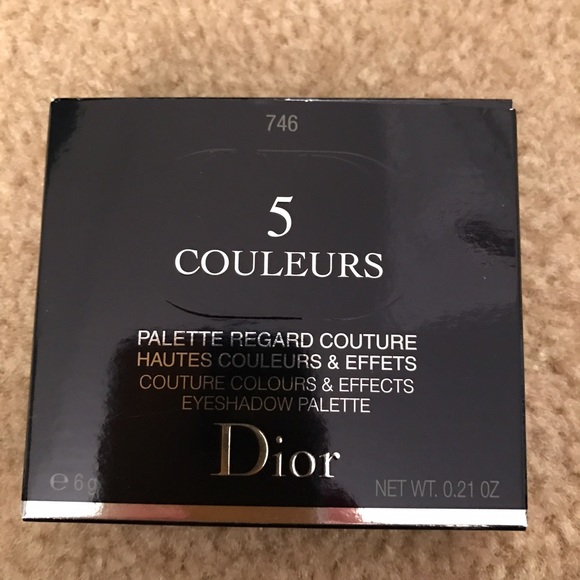 746
5
COULEURS
PALETTE REGARD COUTURE
HAUTES COULEURS & EFFETS
COUTURE COLOURS & EFFECTS
EYESHADOW PALETTE
Dior
℮ 6 g
NET WT. 0.21 OZ